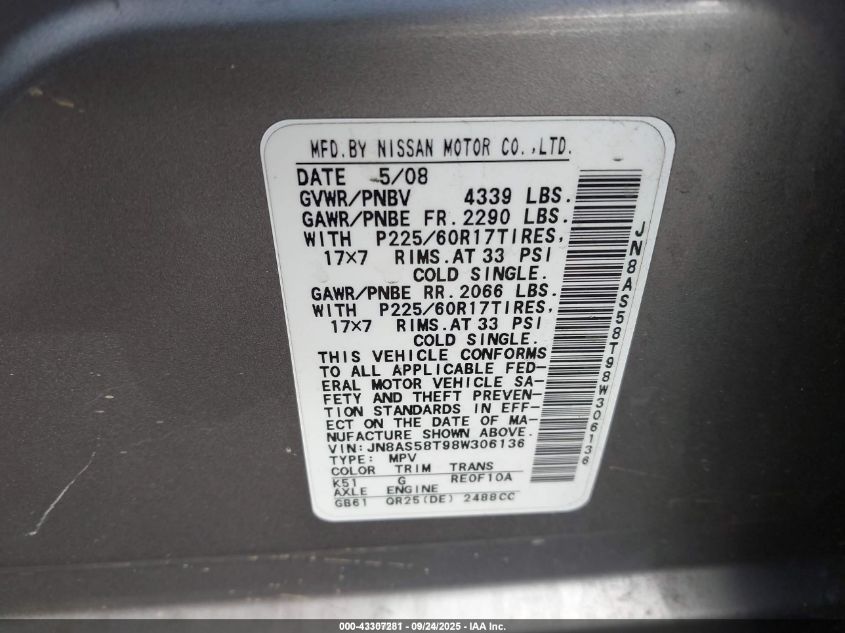 MFD.BY NISSAN MOTOR CO.,LTD.
DATE 5/08
GVWR/PNBV 4339 LBS.
GAWR/PNBE FR.2290 LBS.
WITH P225/60R17TIRES,
17×7 RIMS.AT 33 PSI
COLD SINGLE.
GAWR/PNBE RR.2066 LBS.
WITH P225/60R17TIRES,
17×7 RIMS.AT 33 PSI
COLD SINGLE.
THIS VEHICLE CONFORMS
TO ALL APPLICABLE FED-
ERAL MOTOR VEHICLE SA-
FETY AND THEFT PREVEN-
TION STANDARDS IN EFF-
ECT ON THE DATE OF MA-
NUFACTURE SHOWN ABOVE.
VIN:JN8AS58T98W306136
TYPE: MPV
COLOR TRIM TRANS
K51 G RE0F10A
AXLE ENGINE
GB61 QR25(DE) 2488CC
JN8AS58T98W306136
000-43307281 - 09/24/2025 - IAA Inc.